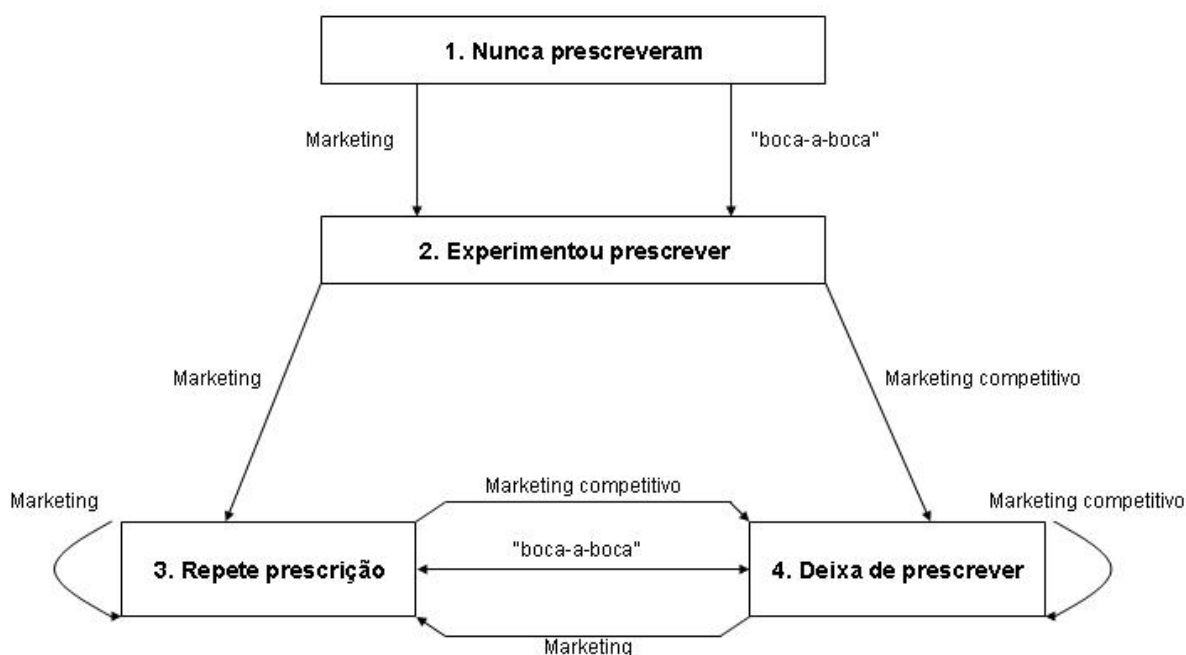 1. Nunca prescreveram
Marketing
"boca-a-boca"
2. Experimentou prescrever
Marketing
Marketing competitivo
Marketing
Marketing competitivo
Marketing competitivo
"boca-a-boca"
3. Repete prescrição
4. Deixa de prescrever
Marketing